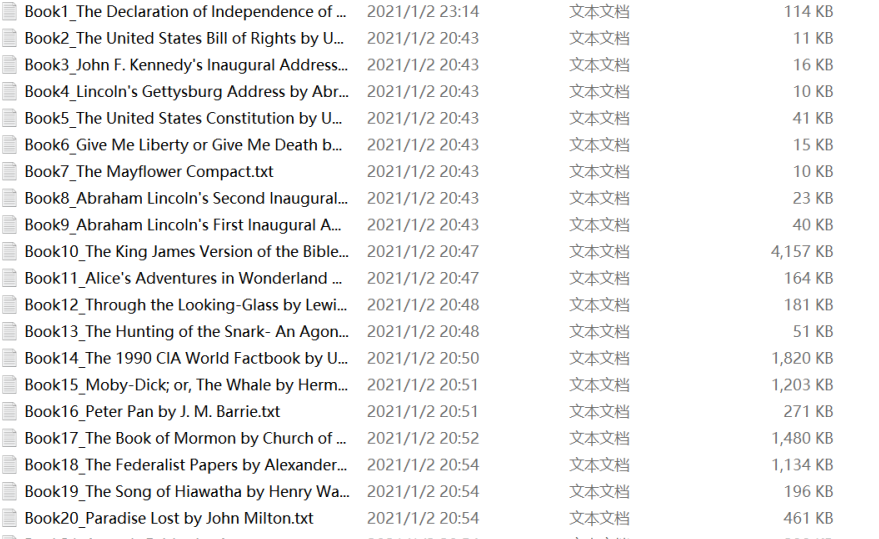 Book1_The Declaration of Independence of ... 2021/1/2 23:14 文本文档 114 KB
Book2_The United States Bill of Rights by U... 2021/1/2 20:43 文本文档 11 KB
Book3_John F. Kennedy's Inaugural Address... 2021/1/2 20:43 文本文档 16 KB
Book4_Lincoln's Gettysburg Address by Abr... 2021/1/2 20:43 文本文档 10 KB
Book5_The United States Constitution by U... 2021/1/2 20:43 文本文档 41 KB
Book6_Give Me Liberty or Give Me Death b... 2021/1/2 20:43 文本文档 15 KB
Book7_The Mayflower Compact.txt 2021/1/2 20:43 文本文档 10 KB
Book8_Abraham Lincoln's Second Inaugural... 2021/1/2 20:43 文本文档 23 KB
Book9_Abraham Lincoln's First Inaugural A... 2021/1/2 20:43 文本文档 40 KB
Book10_The King James Version of the Bible... 2021/1/2 20:47 文本文档 4,157 KB
Book11_Alice's Adventures in Wonderland ... 2021/1/2 20:47 文本文档 164 KB
Book12_Through the Looking-Glass by Lewi... 2021/1/2 20:48 文本文档 181 KB
Book13_The Hunting of the Snark- An Agon... 2021/1/2 20:48 文本文档 51 KB
Book14_The 1990 CIA World Factbook by U... 2021/1/2 20:50 文本文档 1,820 KB
Book15_Moby-Dick; or, The Whale by Herm... 2021/1/2 20:51 文本文档 1,203 KB
Book16_Peter Pan by J. M. Barrie.txt 2021/1/2 20:51 文本文档 271 KB
Book17_The Book of Mormon by Church of ... 2021/1/2 20:52 文本文档 1,480 KB
Book18_The Federalist Papers by Alexander... 2021/1/2 20:54 文本文档 1,134 KB
Book19_The Song of Hiawatha by Henry Wa... 2021/1/2 20:54 文本文档 196 KB
Book20_Paradise Lost by John Milton.txt 2021/1/2 20:54 文本文档 461 KB